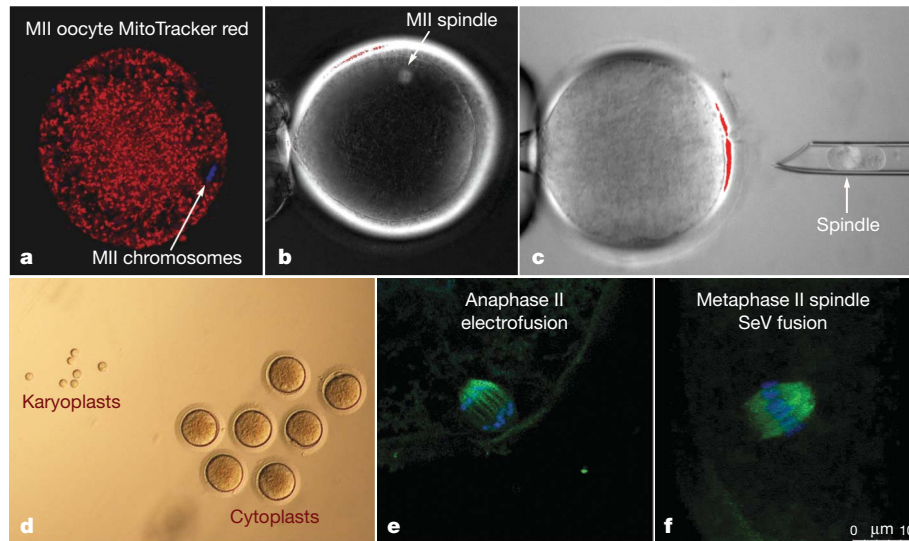 MII oocyte MitoTracker red
MII chromosomes
a
MII spindle
b
Spindle
c
Karyoplasts
Cytoplasts
d
Anaphase II
electrofusion
e
Metaphase II spindle
SeV fusion
f
0 μm 10